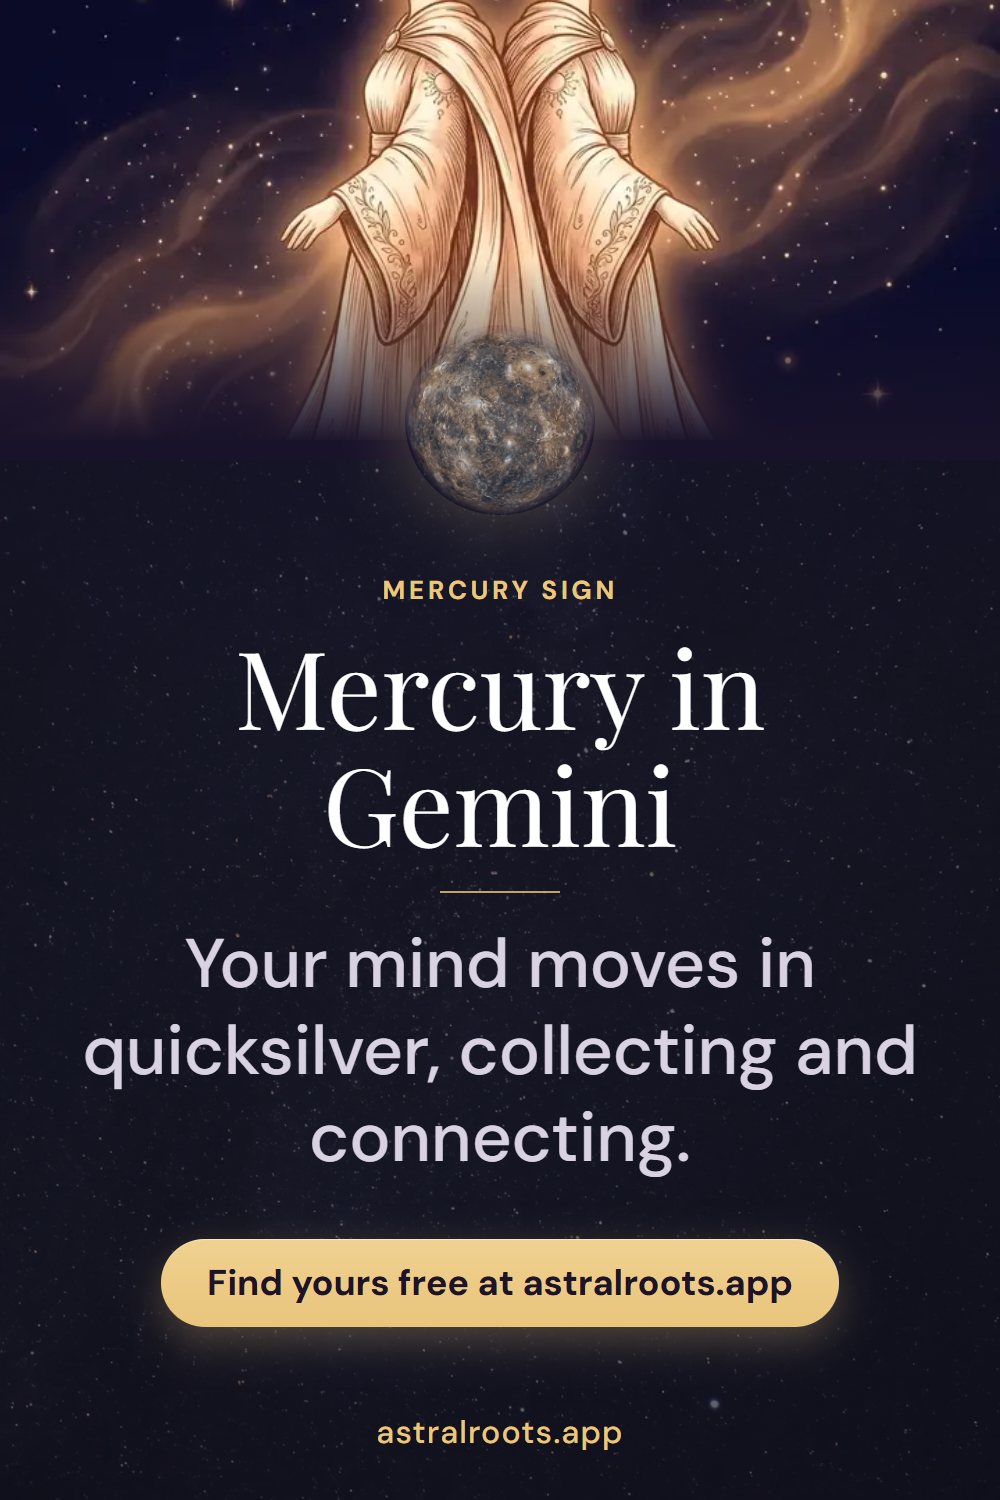 MERCURY SIGN
Mercury in
Gemini
Your mind moves in
quicksilver, collecting and
connecting.
Find yours free at astralroots.app
astralroots.app